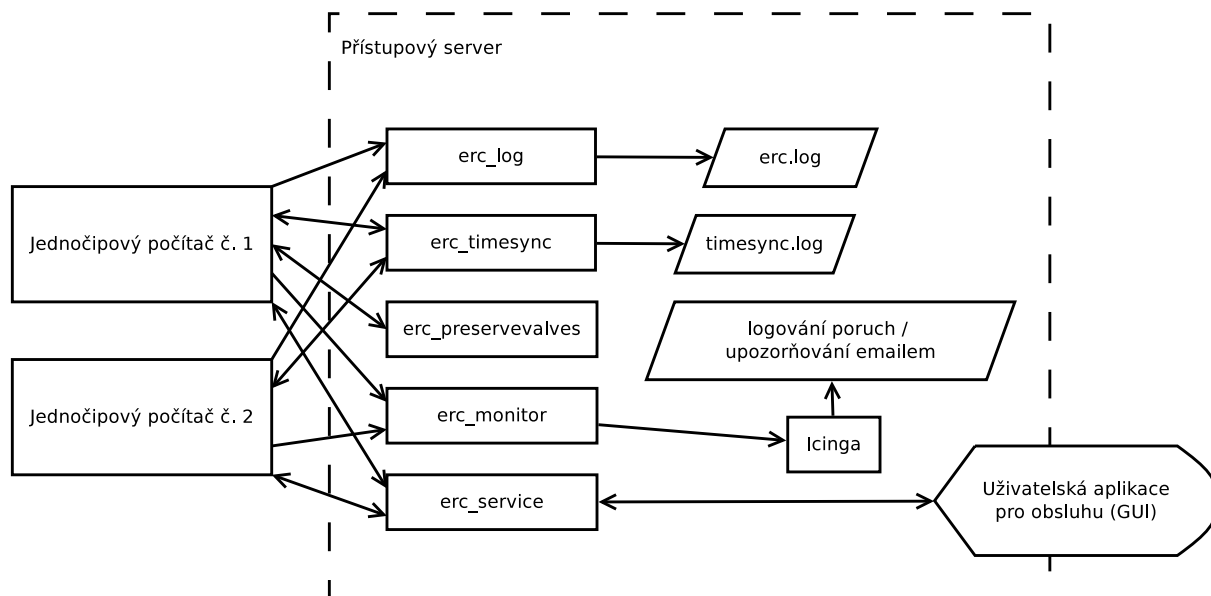 Přístupový server
erc_log
erc.log
Jednočipový počítač č. 1
erc_timesync
timesync.log
erc_preservevalves
logování poruch /
upozorňování emailem
Jednočipový počítač č. 2
erc_monitor
Icinga
erc_service
Uživatelská aplikace
pro obsluhu (GUI)